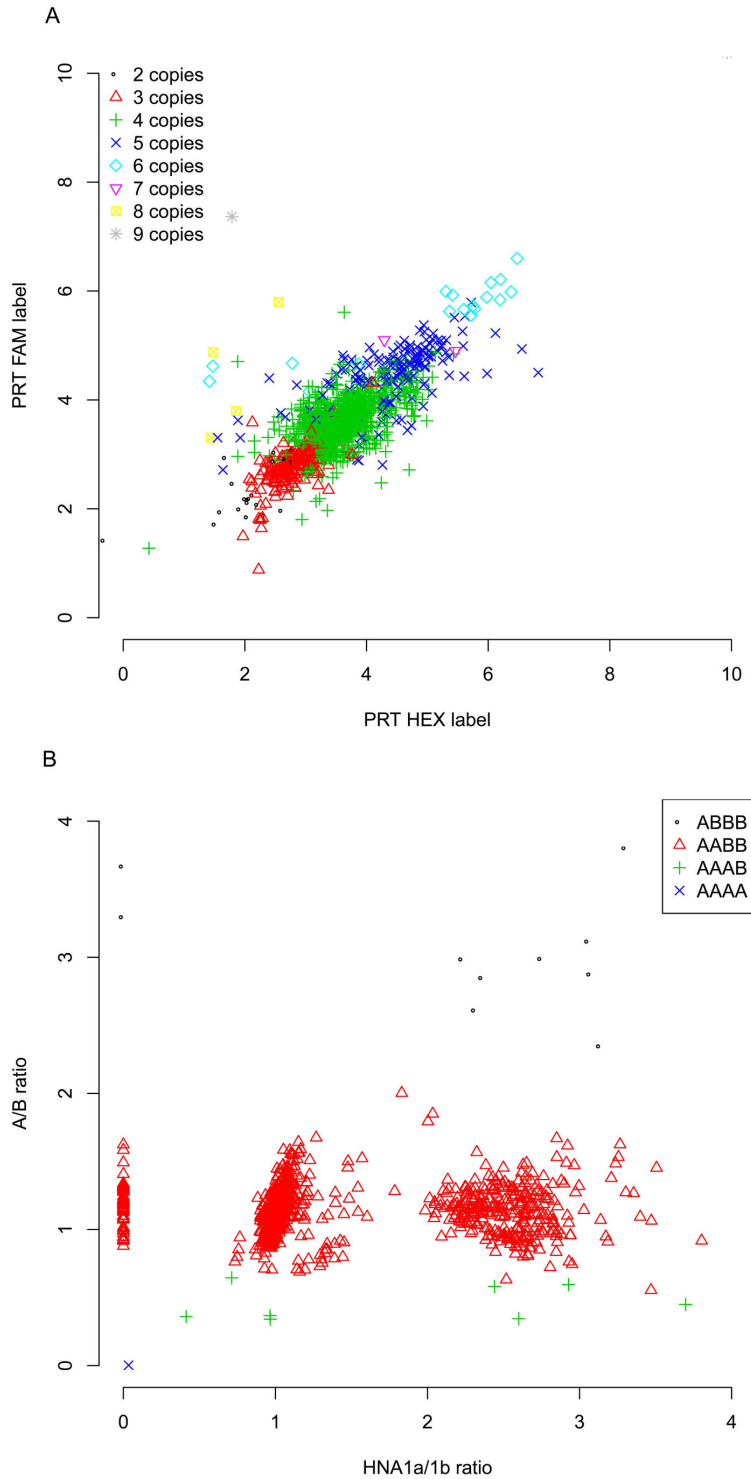 A
2 copies
3 copies
4 copies
5 copies
6 copies
7 copies
8 copies
9 copies
10
8
6
4
2
0
PRT FAM label
0 2 4 6 8 10
PRT HEX label
B
ABBB
AABB
AAAB
AAAA
4
3
2
1
0
A/B ratio
0 1 2 3 4
HNA1a/1b ratio